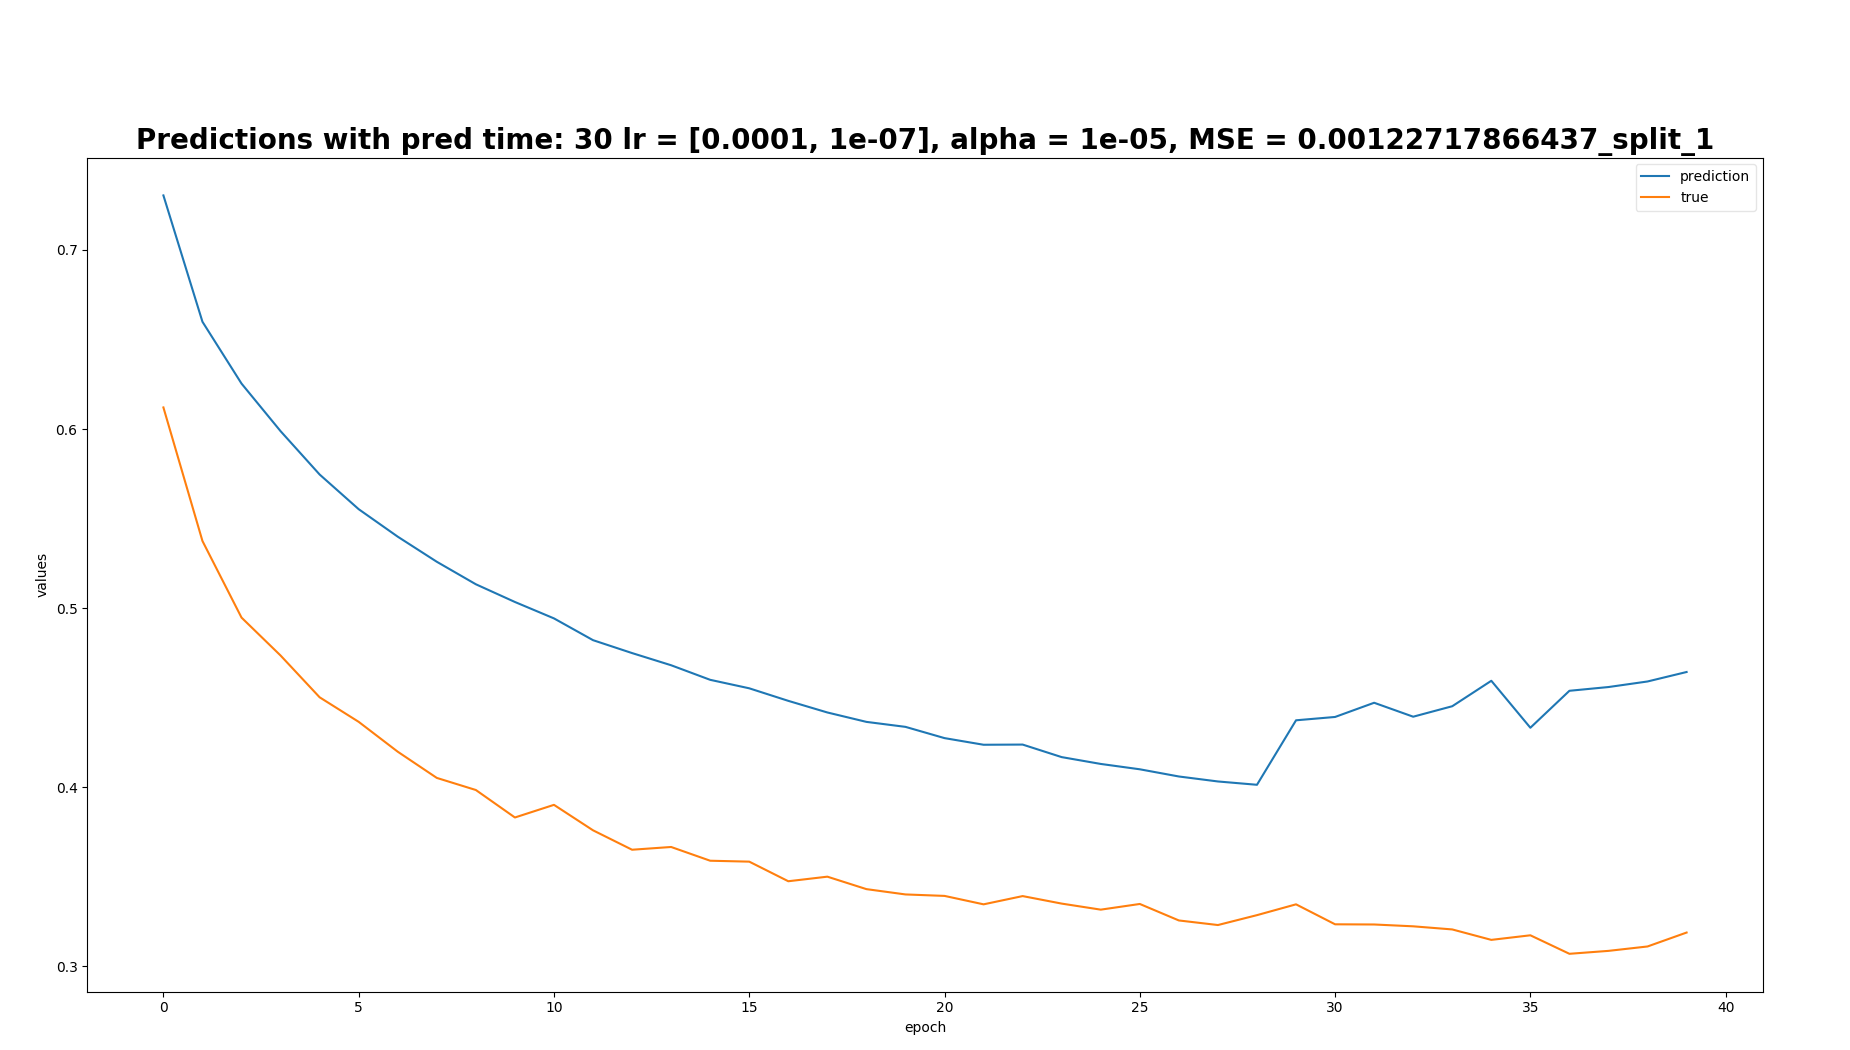 Predictions with pred time: 30 lr = [0.0001, 1e-07], alpha = 1e-05, MSE = 0.00122717866437_split_1
prediction
true
0.7
0.6
0.5
0.4
0.3
values
0 5 10 15 20 25 30 35 40
epoch